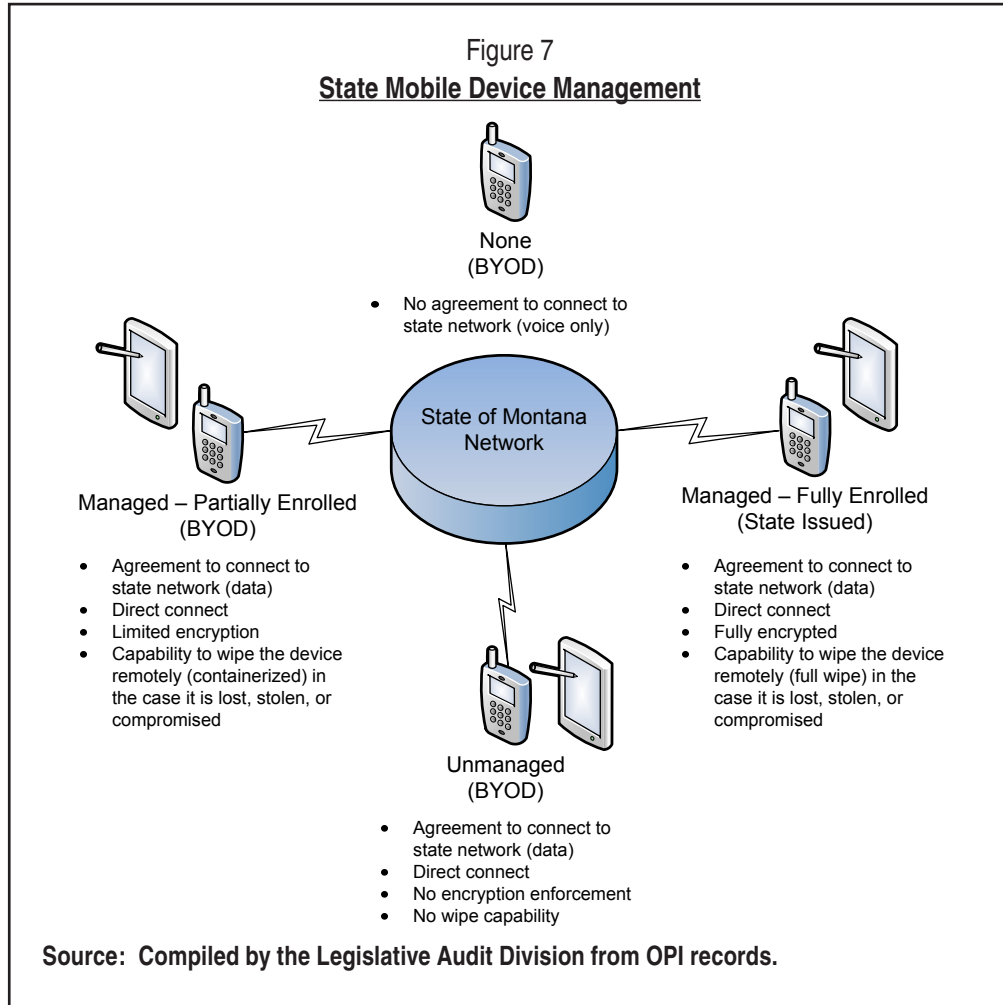 Figure 7
State Mobile Device Management
None
(BYOD)
• No agreement to connect to
state network (voice only)
State of Montana
Network
Managed – Partially Enrolled
(BYOD)
• Agreement to connect to
state network (data)
• Direct connect
• Limited encryption
• Capability to wipe the device
remotely (containerized) in
the case it is lost, stolen, or
compromised
Managed – Fully Enrolled
(State Issued)
• Agreement to connect to
state network (data)
• Direct connect
• Fully encrypted
• Capability to wipe the device
remotely (full wipe) in the
case it is lost, stolen, or
compromised
Unmanaged
(BYOD)
• Agreement to connect to
state network (data)
• Direct connect
• No encryption enforcement
• No wipe capability
Source: Compiled by the Legislative Audit Division from OPI records.